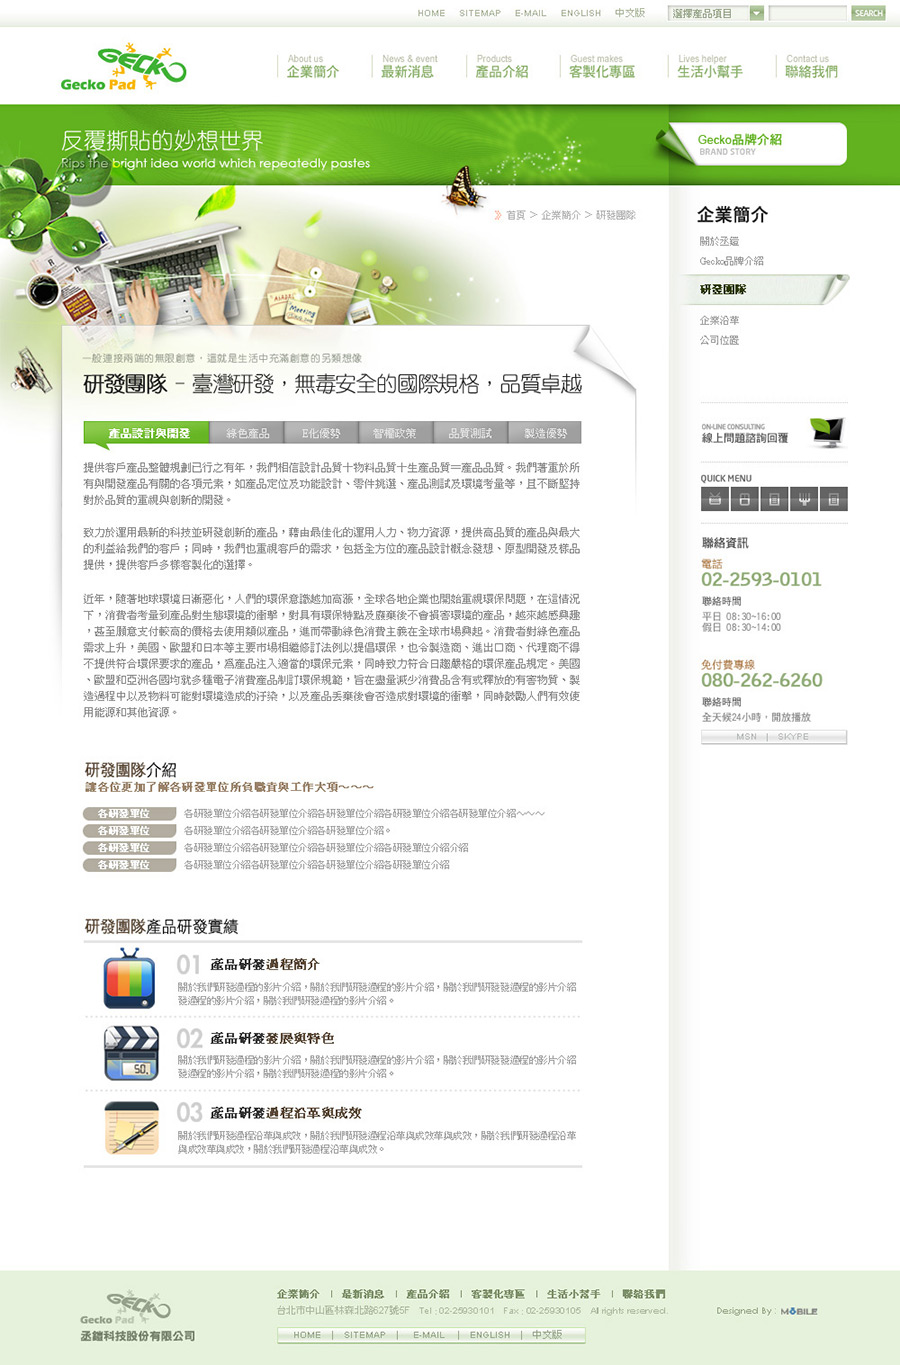 HOME SITEMAP E-MAIL ENGLISH 中文版 選擇產品項目 SEARCH
GECKO
Gecko Pad
About us News & event Products Guest makes Lives helper Contact us
企業簡介 最新消息 產品介紹 客製化專區 生活小幫手 聯絡我們
反覆撕貼的妙想世界
Rips the bright idea world which repeatedly pastes
Gecko品牌介紹
BRAND STORY
首頁 > 企業簡介 > 研發團隊
企業簡介
關於丞鎧
Gecko品牌介紹
研發團隊
企業沿革
公司位置
一般連接兩端的無限創意，這就是生活中充滿創意的另類想像
研發團隊 - 臺灣研發，無毒安全的國際規格，品質卓越
產品設計與開發 綠色產品 E化優勢 智權政策 品質測試 製造優勢
提供客戶產品整體規劃已行之有年，我們相信設計品質+物料品質+生產品質=產品品質。我們著重於所
有與開發產品有關的各項元素，如產品定位及功能設計、零件挑選、產品測試及環境考量等，且不斷堅持
對於品質的重視與創新的開發。
致力於運用最新的科技並研發創新的產品，藉由最佳化的運用人力、物力資源，提供高品質的產品與最大
的利益給我們的客戶；同時，我們也重視客戶的需求，包括全方位的產品設計概念發想、原型開發及樣品
提供，提供客戶多樣客製化的選擇。
近年，隨著地球環境日漸惡化，人們的環保意識越加高漲，全球各地企業也開始重視環保問題，在這情況
下，消費者考量到產品對生態環境的衝擊，對具有環保特點及廢棄後不會損害環境的產品，越來越感興趣
，甚至願意支付較高的價格去使用類似產品，進而帶動綠色消費主義在全球市場興起。消費者對綠色產品
需求上升，美國、歐盟和日本等主要市場相繼修訂法例以提倡環保，也令製造商、進出口商、代理商不得
不提供符合環保要求的產品，為產品注入適當的環保元素，同時致力符合日趨嚴格的環保產品規定。美國
、歐盟和亞洲各國均就多種電子消費產品制訂環保規範，旨在盡量減少消費品含有或釋放的有害物質、製
造過程中以及物料可能對環境造成的汙染，以及產品丟棄後會否造成對環境的衝擊，同時鼓勵人們有效使
用能源和其他資源。
ON-LINE CONSULTING
線上問題諮詢回覆
QUICK MENU
聯絡資訊
電話
02-2593-0101
聯絡時間
平日 08:30~16:00
假日 08:30~14:00
免付費專線
080-262-6260
聯絡時間
全天候24小時，開放播放
MSN | SKYPE
研發團隊介紹
讓各位更加了解各研發單位所負職責與工作大項~~~
各研發單位 各研發單位介紹各研發單位介紹各研發單位介紹各研發單位介紹各研發單位介紹~~~
各研發單位 各研發單位介紹各研發單位介紹各研發單位介紹。
各研發單位 各研發單位介紹各研發單位介紹各研發單位介紹各研發單位介紹介紹
各研發單位 各研發單位介紹各研發單位介紹各研發單位介紹各研發單位介紹
研發團隊產品研發實績
01 產品研發過程簡介
關於我們研發過程的影片介紹，關於我們研發過程的影片介紹，關於我們研發發過程的影片介紹
發過程的影片介紹，關於我們研發過程的影片介紹。
02 產品研發發展與特色
50.
關於我們研發過程的影片介紹，關於我們研發過程的影片介紹，關於我們研發發過程的影片介紹
發過程的影片介紹，關於我們研發過程的影片介紹。
03 產品研發過程沿革與成效
關於我們研發過程沿革與成效，關於我們研發過程沿革與成效革與成效，關於我們研發過程沿革
與成效革與成效，關於我們研發過程沿革與成效。
GECKO
Gecko Pad
丞鎧科技股份有限公司
企業簡介 | 最新消息 | 產品介紹 | 客製化專區 | 生活小幫手 | 聯絡我們
台北市中山區林森北路627號5F Tel : 02-25930101 Fax : 02-25930105 All rights reserved.
HOME | SITEMAP | E-MAIL | ENGLISH | 中文版
Designed By : MOBILE